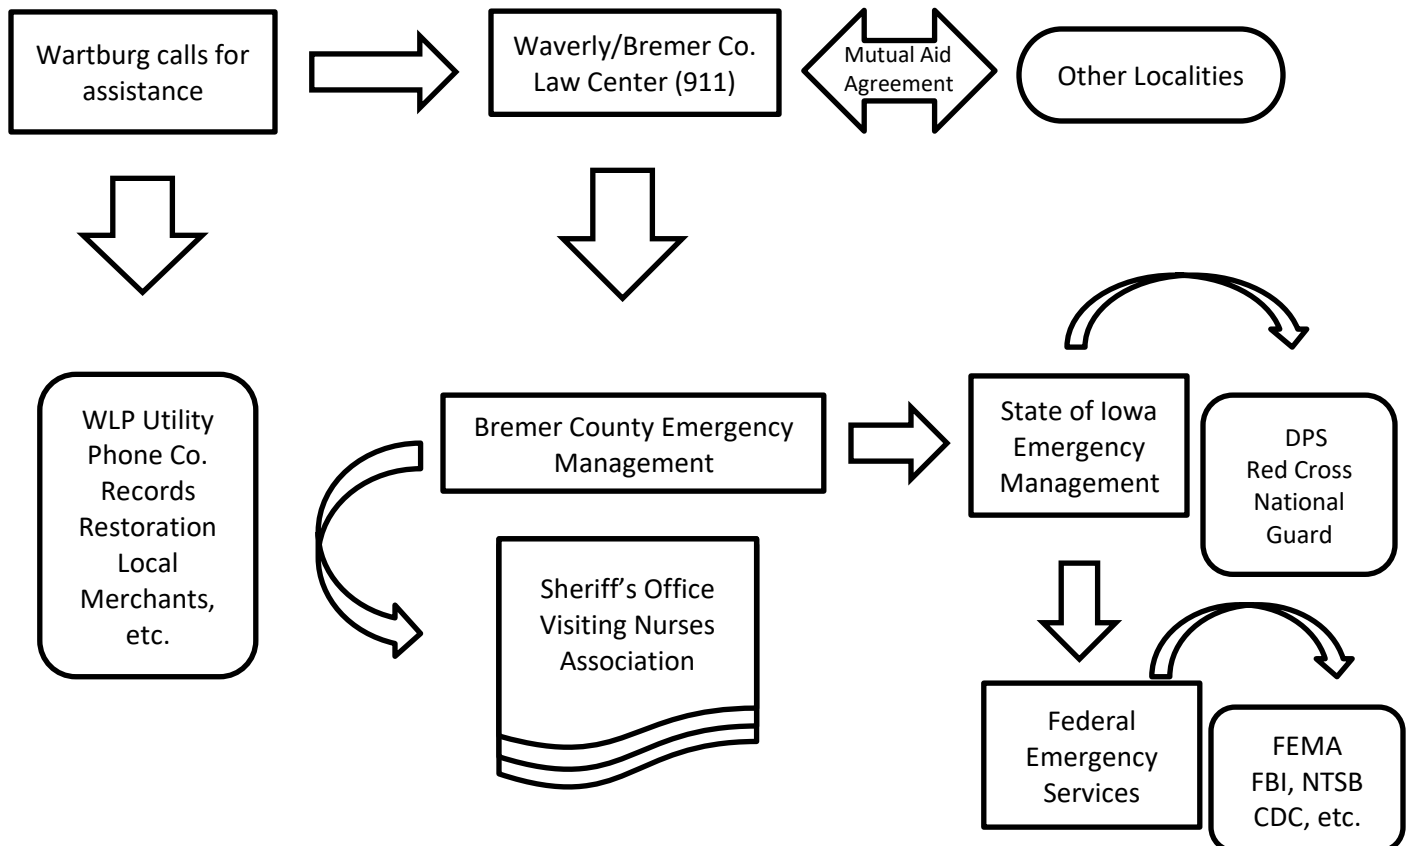 Wartburg calls for
assistance
Waverly/Bremer Co.
Law Center (911)
Mutual Aid
Agreement
Other Localities
WLP Utility
Phone Co.
Records
Restoration
Local
Merchants,
etc.
Bremer County Emergency
Management
Sheriff’s Office
Visiting Nurses
Association
State of Iowa
Emergency
Management
DPS
Red Cross
National
Guard
Federal
Emergency
Services
FEMA
FBI, NTSB
CDC, etc.